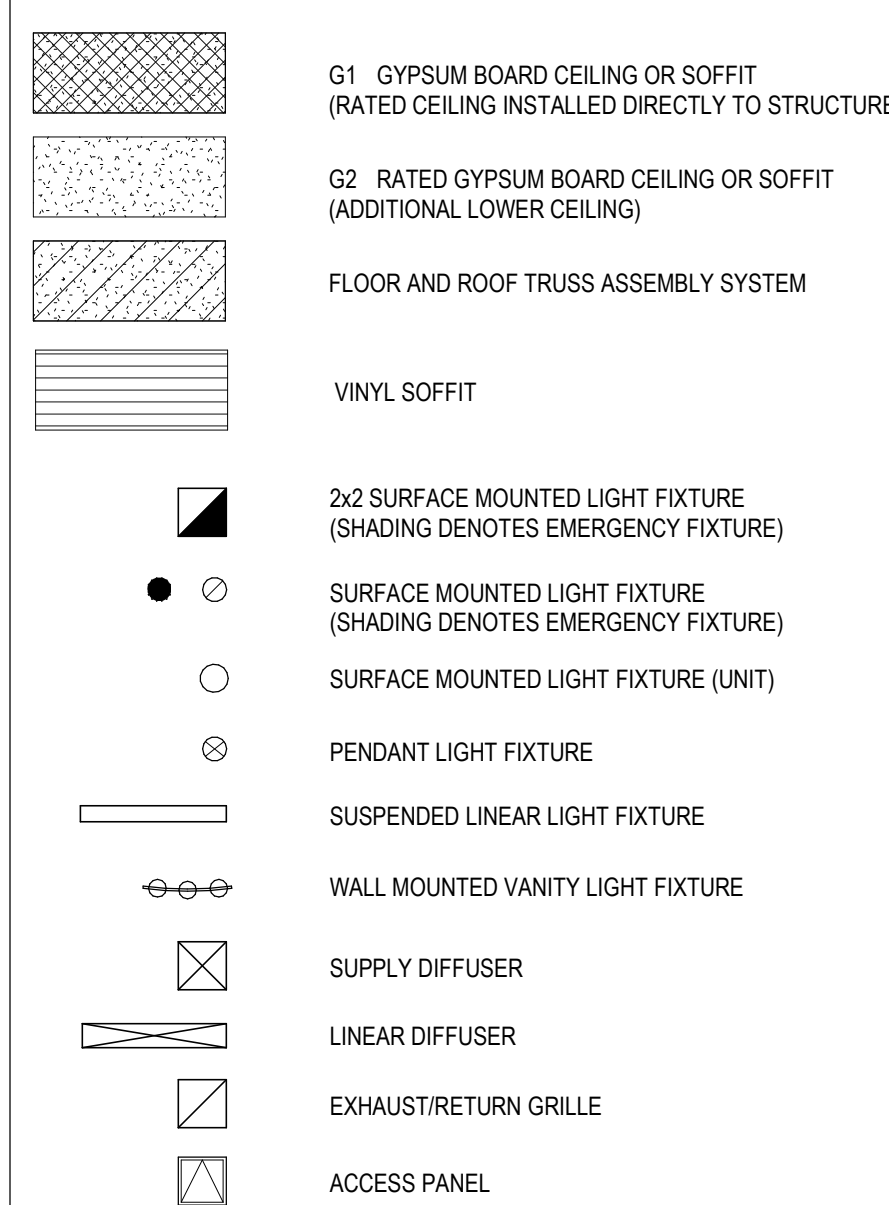 G1 GYPSUM BOARD CEILING OR SOFFIT
(RATED CEILING INSTALLED DIRECTLY TO STRUCTURE
G2 RATED GYPSUM BOARD CEILING OR SOFFIT
(ADDITIONAL LOWER CEILING)
FLOOR AND ROOF TRUSS ASSEMBLY SYSTEM
VINYL SOFFIT
2x2 SURFACE MOUNTED LIGHT FIXTURE
(SHADING DENOTES EMERGENCY FIXTURE)
SURFACE MOUNTED LIGHT FIXTURE
(SHADING DENOTES EMERGENCY FIXTURE)
SURFACE MOUNTED LIGHT FIXTURE (UNIT)
PENDANT LIGHT FIXTURE
SUSPENDED LINEAR LIGHT FIXTURE
WALL MOUNTED VANITY LIGHT FIXTURE
SUPPLY DIFFUSER
LINEAR DIFFUSER
EXHAUST/RETURN GRILLE
ACCESS PANEL